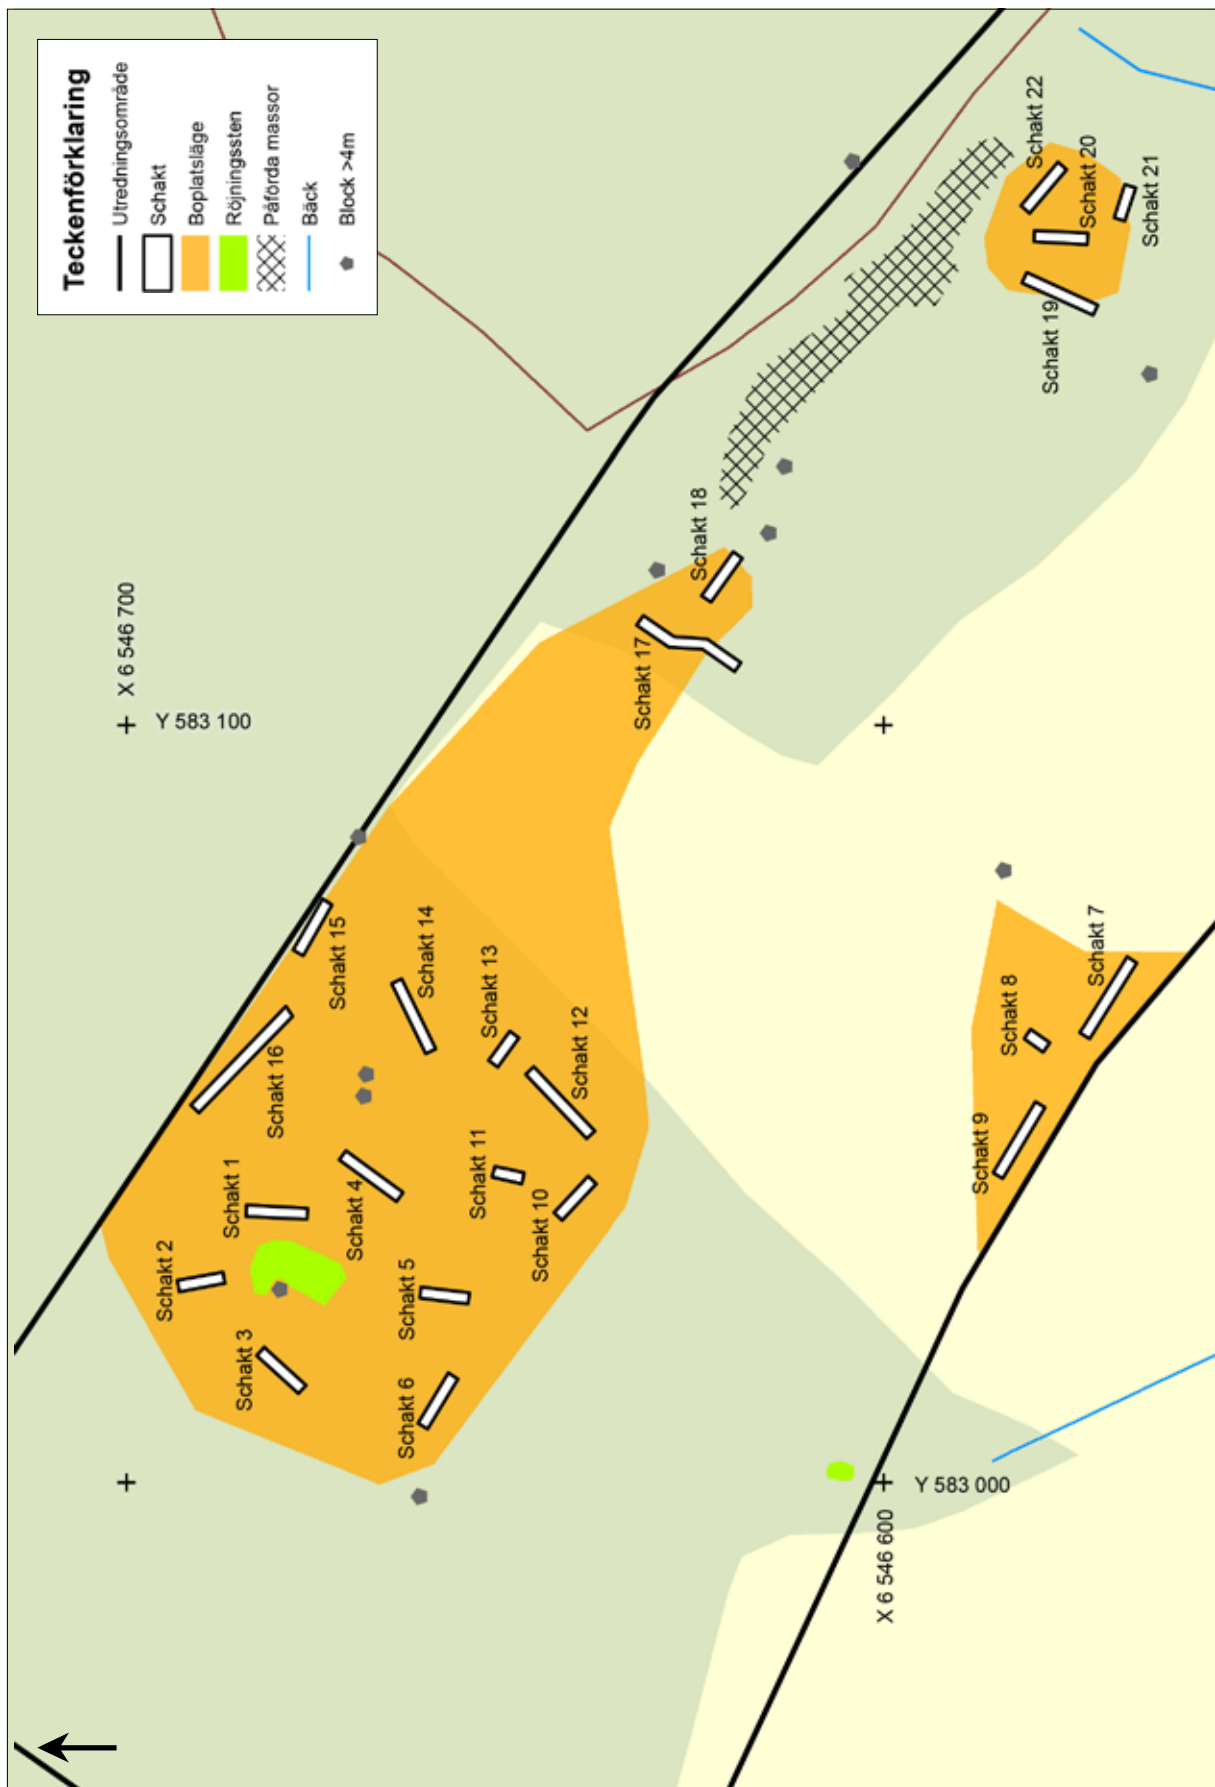 Teckenförklaring
Utredningsområde
Schakt
Boplatsläge
Röjningssten
Påförda massor
Bäck
Block >4m
X 6 546 700
Y 583 100
Schakt 22
Schakt 20
Schakt 21
Schakt 19
Schakt 18
Schakt 17
Schakt 15
Schakt 14
Schakt 13
Schakt 16
Schakt 12
Schakt 1
Schakt 4
Schakt 11
Schakt 10
Schakt 2
Schakt 5
Schakt 3
Schakt 6
Schakt 7
Schakt 8
Schakt 9
Y 583 000
X 6 546 600